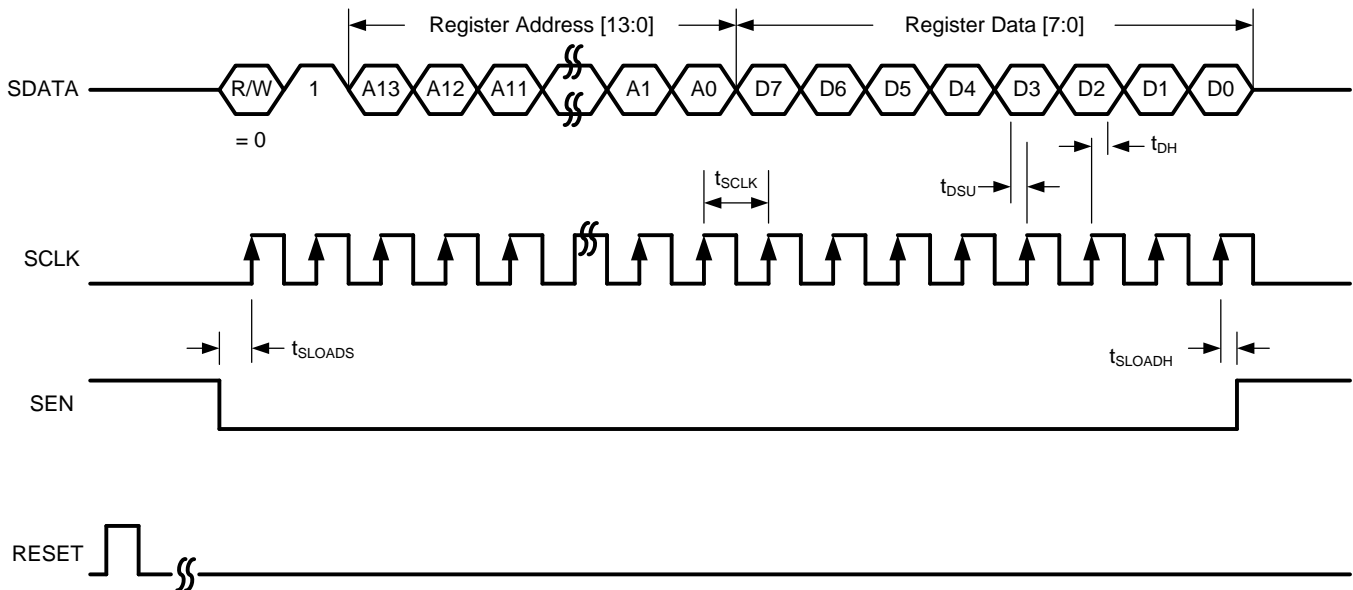 Register Address [13:0] Register Data [7:0]
SDATA R/W 1 A13 A12 A11 A1 A0 D7 D6 D5 D4 D3 D2 D1 D0
= 0
tDH
tSCLK
tDSU
SCLK
tSLOADS
tSLOADH
SEN
RESET